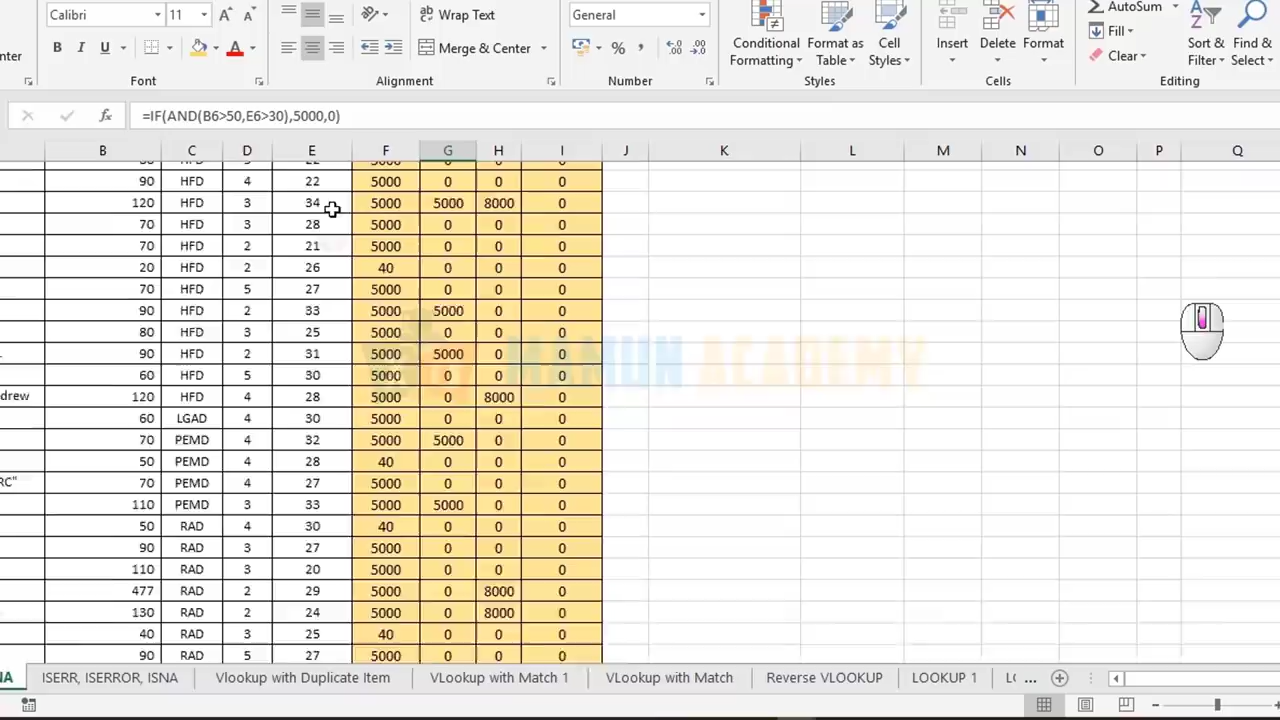 Calibri 11 Wrap Text General AutoSum
Fill
nter B I U Merge & Center % Conditional Formatting Format as Table Cell Styles Insert Delete Format Clear Sort & Filter Find & Select
Font Alignment Number Styles Cells Editing
fx =IF(AND(B6>50,E6>30),5000,0)
B C D E F G H I J K L M N O P Q
90 HFD 4 22 5000 0 0 0
120 HFD 3 34 5000 5000 8000 0
70 HFD 3 28 5000 0 0 0
70 HFD 2 21 5000 0 0 0
20 HFD 2 26 40 0 0 0
70 HFD 5 27 5000 0 0 0
90 HFD 2 33 5000 5000 0 0
80 HFD 3 25 5000 0 0 0
90 HFD 2 31 5000 5000 0 0
MAMUN ACADEMY
60 HFD 5 30 5000 0 0 0
drew 120 HFD 4 28 5000 0 8000 0
60 LGAD 4 30 5000 0 0 0
70 PEMD 4 32 5000 5000 0 0
50 PEMD 4 28 40 0 0 0
RC" 70 PEMD 4 27 5000 0 0 0
110 PEMD 3 33 5000 5000 0 0
50 RAD 4 30 40 0 0 0
90 RAD 3 27 5000 0 0 0
110 RAD 3 20 5000 0 0 0
477 RAD 2 29 5000 0 8000 0
130 RAD 2 24 5000 0 8000 0
40 RAD 3 25 40 0 0 0
90 RAD 5 27 5000 0 0 0
NA ISERR, ISERROR, ISNA Vlookup with Duplicate Item VLookup with Match 1 VLookup with Match Reverse VLOOKUP LOOKUP 1 ...